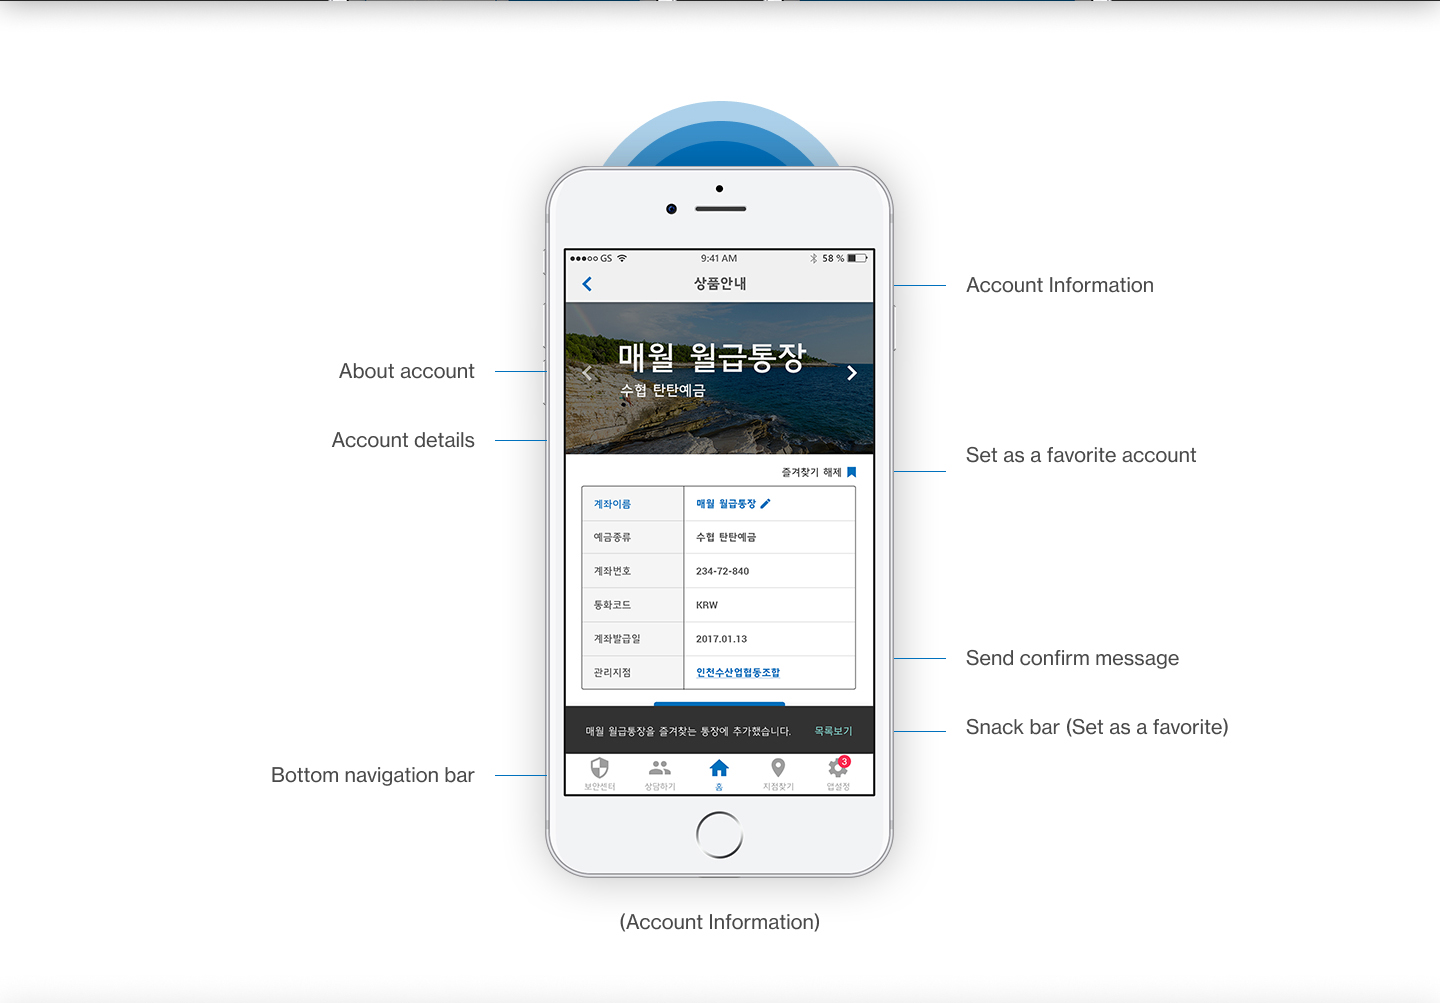 ●●●○○ GS 9:41 AM 58 %
상품안내
Account Information
매월 월급통장
수협 탄탄예금
About account
Account details
Set as a favorite account
즐겨찾기 해제
계좌이름 매월 월급통장
예금종류 수협 탄탄예금
계좌번호 234-72-840
통화코드 KRW
계좌발급일 2017.01.13
관리지점 인천수산업협동조합
Send confirm message
매월 월급통장을 즐겨찾는 통장에 추가했습니다. 목록보기
Snack bar (Set as a favorite)
Bottom navigation bar
3
보안센터 상담하기 홈 지점찾기 앱설정
(Account Information)